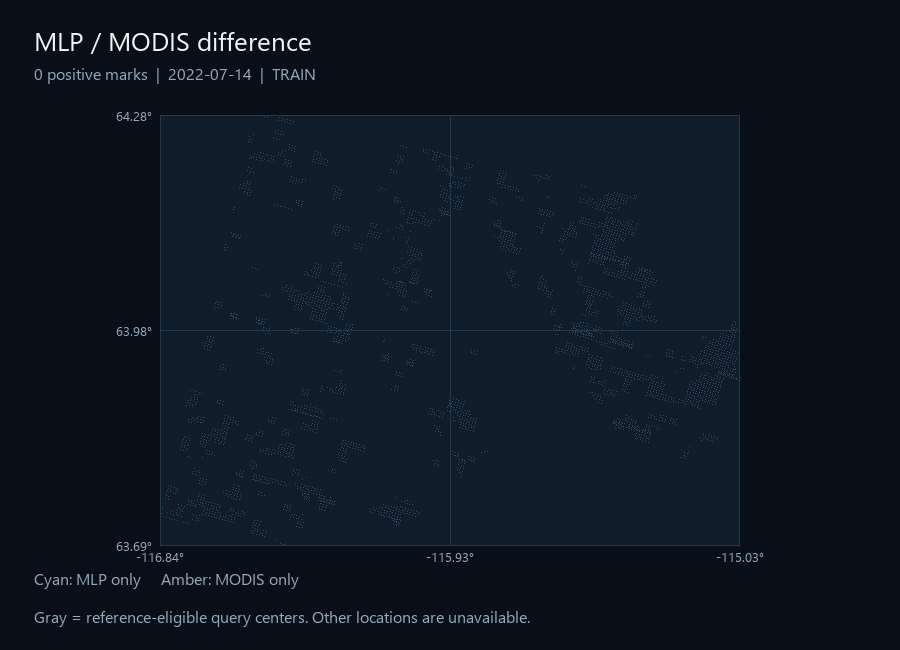 MLP / MODIS difference
0 positive marks | 2022-07-14 | TRAIN
64.28°
63.98°
63.69°
-116.84° -115.93° -115.03°
Cyan: MLP only Amber: MODIS only
Gray = reference-eligible query centers. Other locations are unavailable.